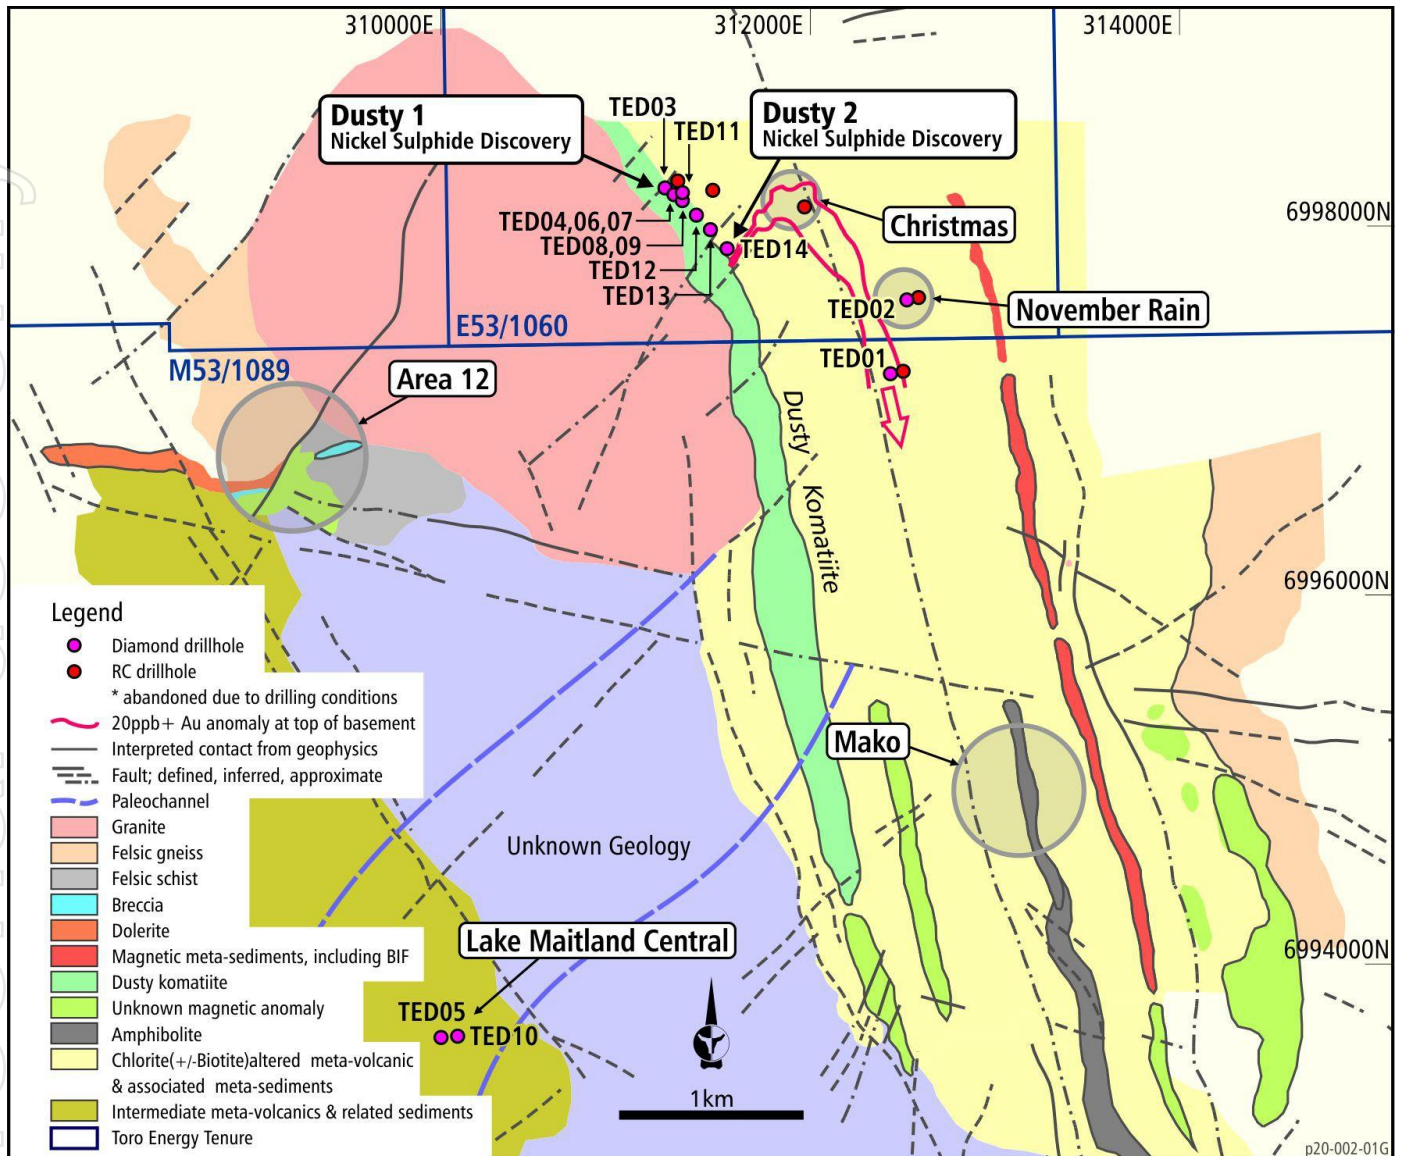 310000E
312000E
314000E
Dusty 1
Nickel Sulphide Discovery
TED03
TED11
Dusty 2
Nickel Sulphide Discovery
6998000N
TED04,06,07
TED08,09
TED12
TED13
TED14
Christmas
TED02
November Rain
E53/1060
M53/1089
TED01
Area 12
Dusty Komatiite
6996000N
Mako
Unknown Geology
6994000N
Lake Maitland Central
TED05
TED10
1km
Legend
Diamond drillhole
RC drillhole
* abandoned due to drilling conditions
20ppb+ Au anomaly at top of basement
Interpreted contact from geophysics
Fault; defined, inferred, approximate
Paleochannel
Granite
Felsic gneiss
Felsic schist
Breccia
Dolerite
Magnetic meta-sediments, including BIF
Dusty komatiite
Unknown magnetic anomaly
Amphibolite
Chlorite(+/-Biotite)altered meta-volcanic
& associated meta-sediments
Intermediate meta-volcanics & related sediments
Toro Energy Tenure
p20-002-01G